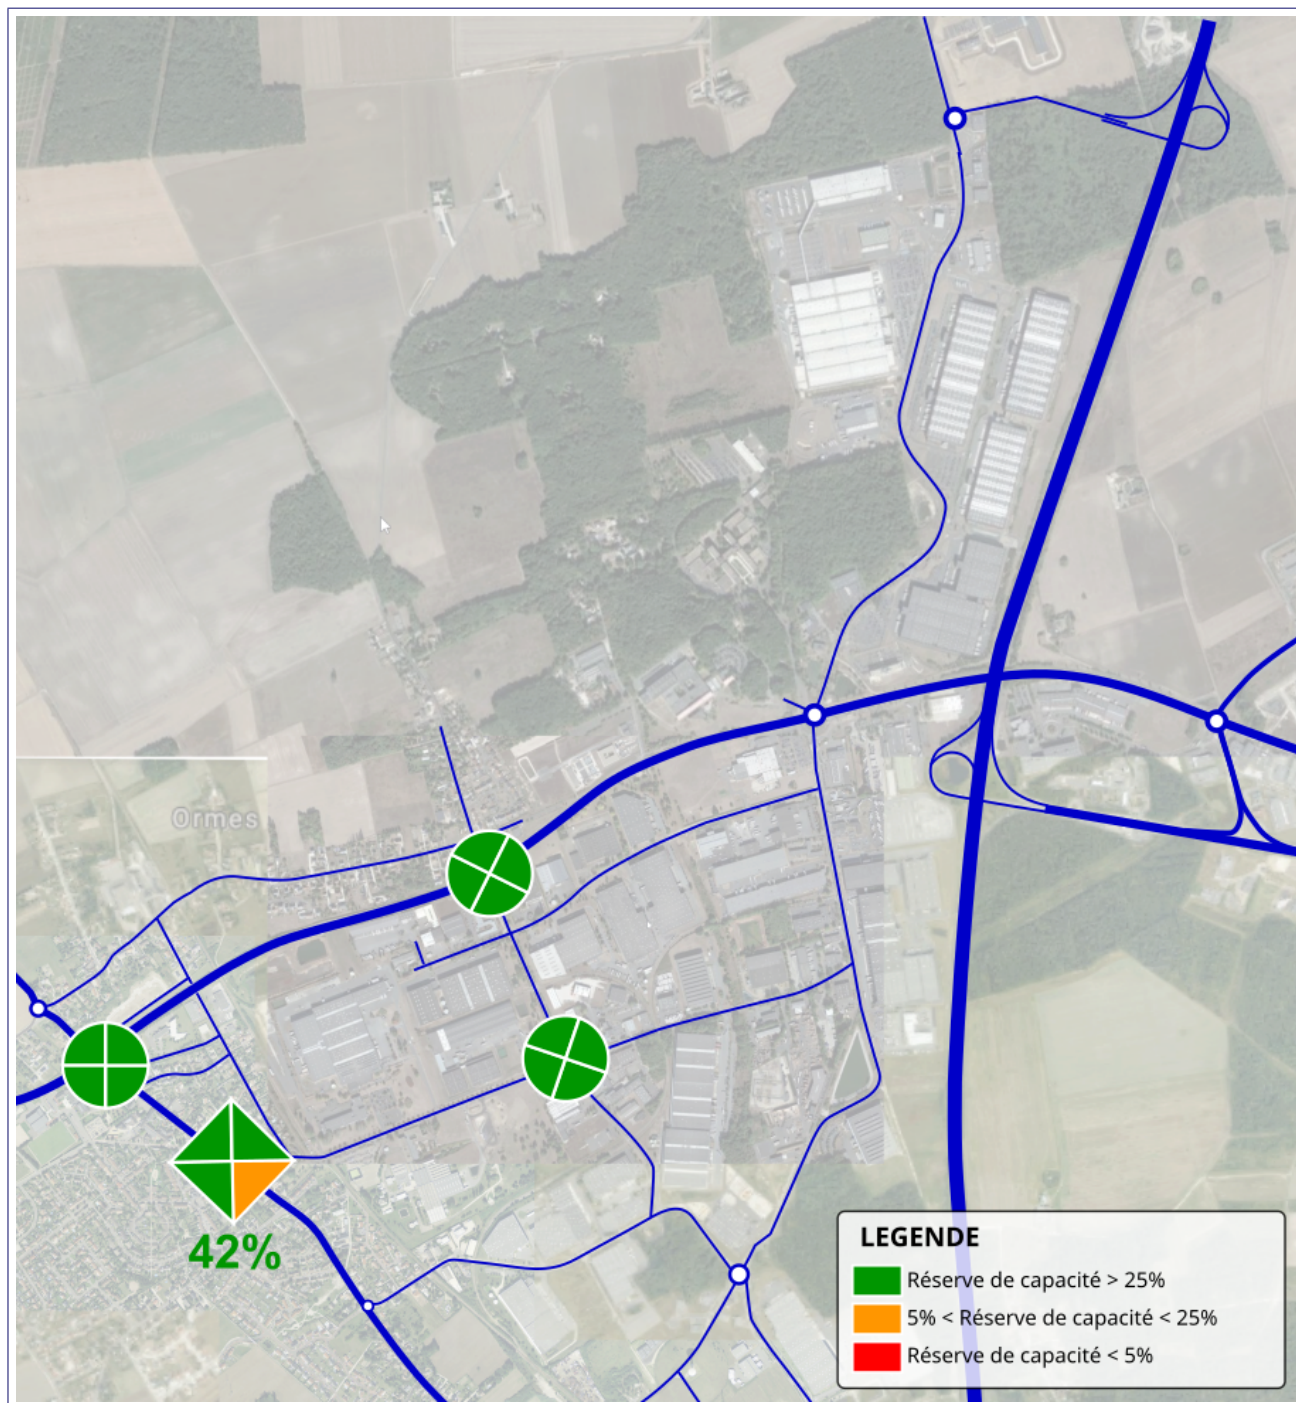 Ormes
42%
LEGENDE
Réserve de capacité > 25%
5% < Réserve de capacité < 25%
Réserve de capacité < 5%